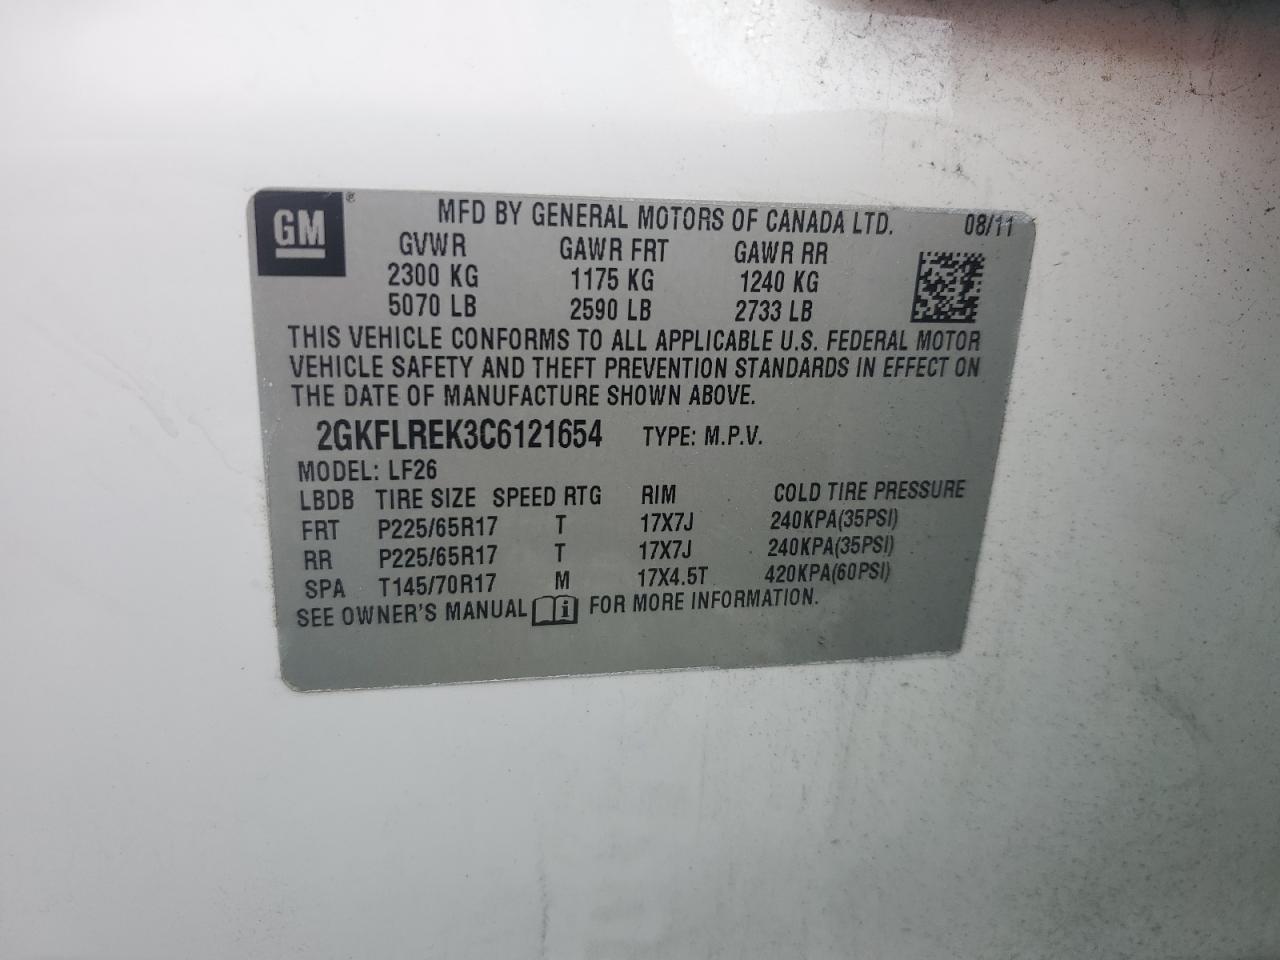 GM® MFD BY GENERAL MOTORS OF CANADA LTD. 08/11
GVWR GAWR FRT GAWR RR
2300 KG 1175 KG 1240 KG
5070 LB 2590 LB 2733 LB
THIS VEHICLE CONFORMS TO ALL APPLICABLE U.S. FEDERAL MOTOR
VEHICLE SAFETY AND THEFT PREVENTION STANDARDS IN EFFECT ON
THE DATE OF MANUFACTURE SHOWN ABOVE.
2GKFLREK3C6121654 TYPE: M.P.V.
MODEL: LF26
LBDB TIRE SIZE SPEED RTG RIM COLD TIRE PRESSURE
FRT P225/65R17 T 17X7J 240KPA(35PSI)
RR P225/65R17 T 17X7J 240KPA(35PSI)
SPA T145/70R17 M 17X4.5T 420KPA(60PSI)
SEE OWNER'S MANUAL i FOR MORE INFORMATION.